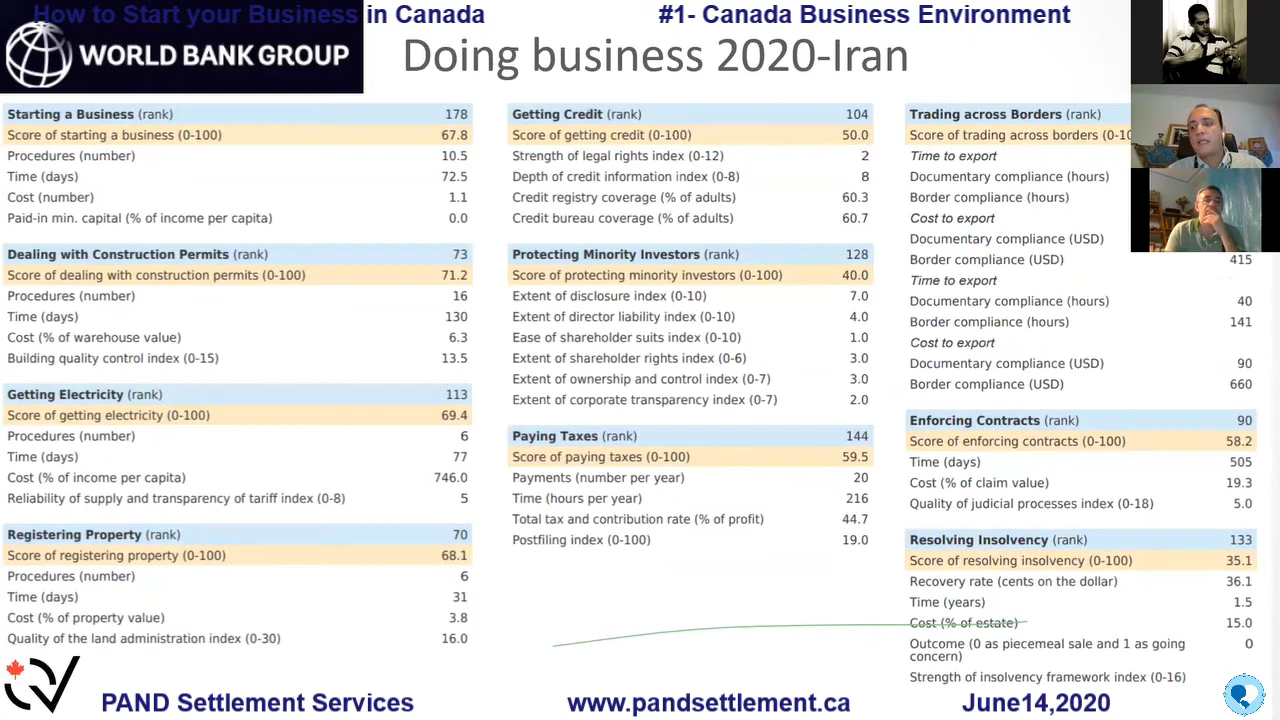 How to Start your Business in Canada
#1- Canada Business Environment
WORLD BANK GROUP
Doing business 2020-Iran
Starting a Business (rank) 178
Score of starting a business (0-100) 67.8
Procedures (number) 10.5
Time (days) 72.5
Cost (number) 1.1
Paid-in min. capital (% of income per capita) 0.0
Dealing with Construction Permits (rank) 73
Score of dealing with construction permits (0-100) 71.2
Procedures (number) 16
Time (days) 130
Cost (% of warehouse value) 6.3
Building quality control index (0-15) 13.5
Getting Electricity (rank) 113
Score of getting electricity (0-100) 69.4
Procedures (number) 6
Time (days) 77
Cost (% of income per capita) 746.0
Reliability of supply and transparency of tariff index (0-8) 5
Registering Property (rank) 70
Score of registering property (0-100) 68.1
Procedures (number) 6
Time (days) 31
Cost (% of property value) 3.8
Quality of the land administration index (0-30) 16.0
Getting Credit (rank) 104
Score of getting credit (0-100) 50.0
Strength of legal rights index (0-12) 2
Depth of credit information index (0-8) 8
Credit registry coverage (% of adults) 60.3
Credit bureau coverage (% of adults) 60.7
Protecting Minority Investors (rank) 128
Score of protecting minority investors (0-100) 40.0
Extent of disclosure index (0-10) 7.0
Extent of director liability index (0-10) 4.0
Ease of shareholder suits index (0-10) 1.0
Extent of shareholder rights index (0-6) 3.0
Extent of ownership and control index (0-7) 3.0
Extent of corporate transparency index (0-7) 2.0
Paying Taxes (rank) 144
Score of paying taxes (0-100) 59.5
Payments (number per year) 20
Time (hours per year) 216
Total tax and contribution rate (% of profit) 44.7
Postfiling index (0-100) 19.0
Trading across Borders (rank)
Score of trading across borders (0-10
Time to export
Documentary compliance (hours)
Border compliance (hours)
Cost to export
Documentary compliance (USD)
Border compliance (USD) 415
Time to export
Documentary compliance (hours) 40
Border compliance (hours) 141
Cost to export
Documentary compliance (USD) 90
Border compliance (USD) 660
Enforcing Contracts (rank) 90
Score of enforcing contracts (0-100) 58.2
Time (days) 505
Cost (% of claim value) 19.3
Quality of judicial processes index (0-18) 5.0
Resolving Insolvency (rank) 133
Score of resolving insolvency (0-100) 35.1
Recovery rate (cents on the dollar) 36.1
Time (years) 1.5
Cost (% of estate) 15.0
Outcome (0 as piecemeal sale and 1 as going 0
concern)
Strength of insolvency framework index (0-16)
PAND Settlement Services
www.pandsettlement.ca
June14,2020